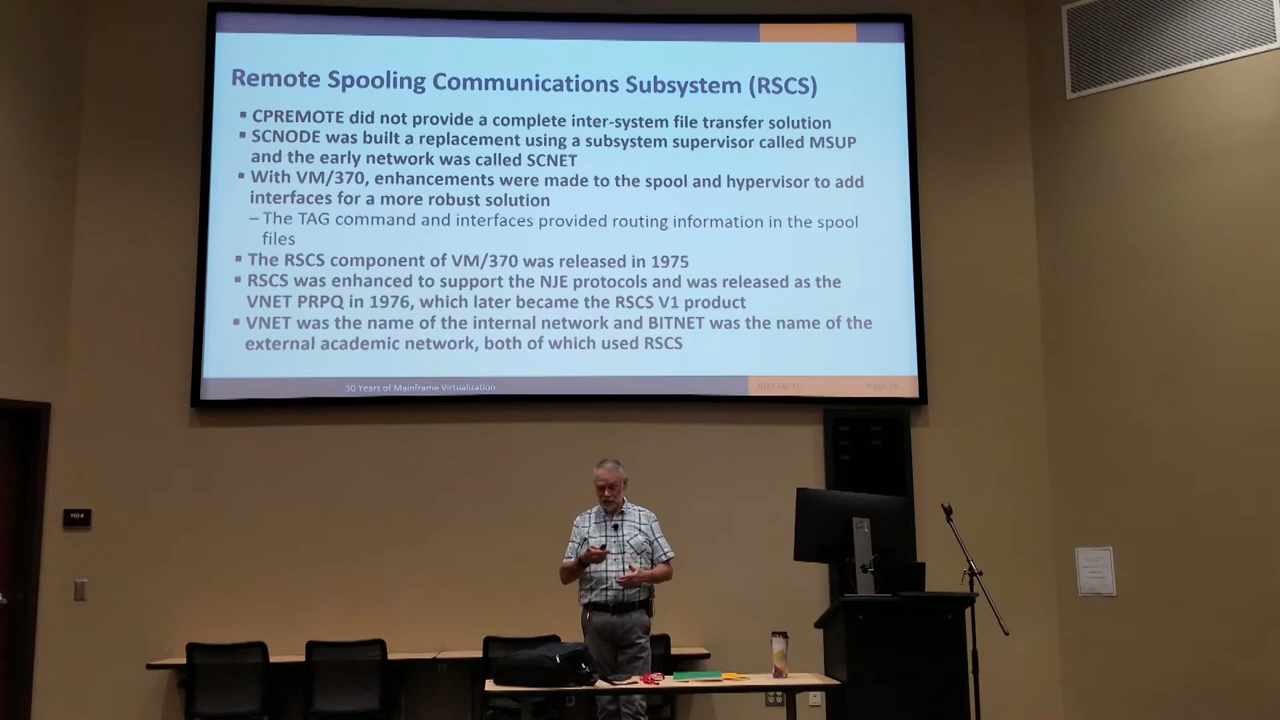 Remote Spooling Communications Subsystem (RSCS)
▪ CPREMOTE did not provide a complete inter-system file transfer solution
▪ SCNODE was built a replacement using a subsystem supervisor called MSUP
and the early network was called SCNET
▪ With VM/370, enhancements were made to the spool and hypervisor to add
interfaces for a more robust solution
– The TAG command and interfaces provided routing information in the spool
files
▪ The RSCS component of VM/370 was released in 1975
▪ RSCS was enhanced to support the NJE protocols and was released as the
VNET PRPQ in 1976, which later became the RSCS V1 product
▪ VNET was the name of the internal network and BITNET was the name of the
external academic network, both of which used RSCS
50 Years of Mainframe Virtualization
1104